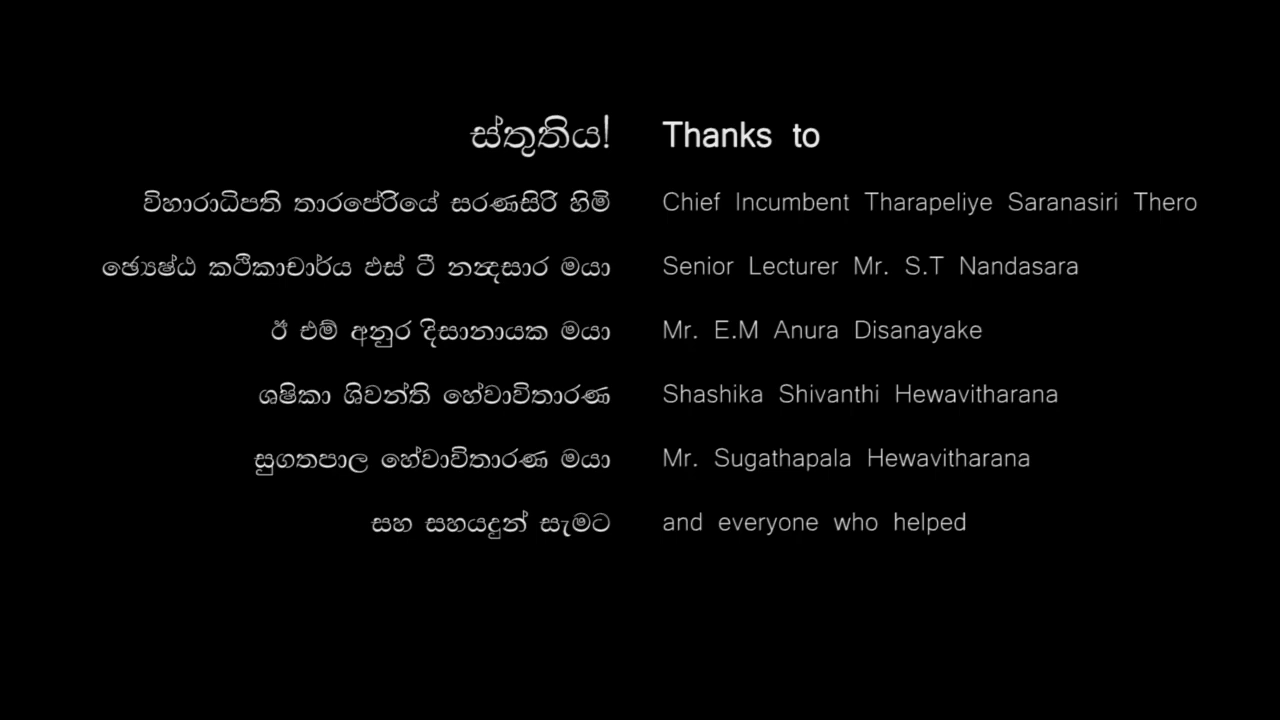 ස්තූතිය! Thanks to
විහාරාධිපති තාරපේරියේ සරණසිරි හිමි Chief Incumbent Tharapeliye Saranasiri Thero
ජ්‍යෙෂ්ඨ කථිකාචාර්ය එස් ටී නන්දසාර මයා Senior Lecturer Mr. S.T Nandasara
ඊ එම් අනුර දිසානායක මයා Mr. E.M Anura Disanayake
ශෂිකා ශිවන්ති හේවාවිතාරණ Shashika Shivanthi Hewavitharana
සුගතපාල හේවාවිතාරණ මයා Mr. Sugathapala Hewavitharana
සහ සහයදුන් සැමට and everyone who helped